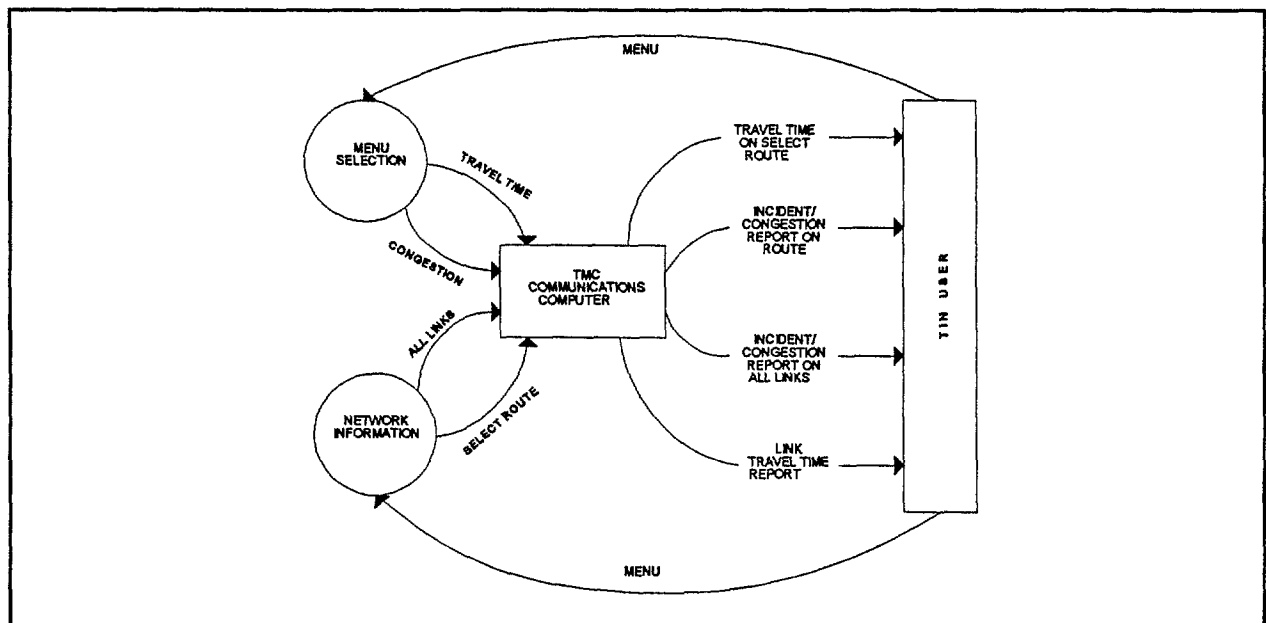 MENU
MENU
SELECTION
TRAVEL TIME
CONGESTION
ALL LINKS
SELECT ROUTE
NETWORK
INFORMATION
TMC
COMMUNICATIONS
COMPUTER
TRAVEL TIME
ON SELECT
ROUTE
INCIDENT/
CONGESTION
REPORT ON
ROUTE
INCIDENT/
CONGESTION
REPORT ON
ALL LINKS
LINK
TRAVEL TIME
REPORT
TIN UBER
MENU